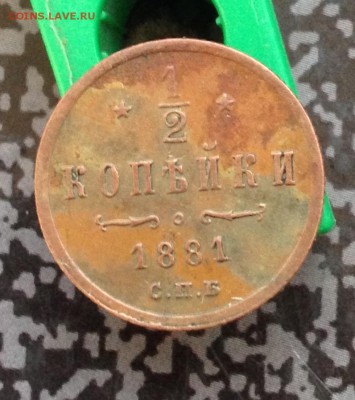 COINS.LAVE.RU
* 1/2 *
КОПѢЙКИ
1881
С.П.Б